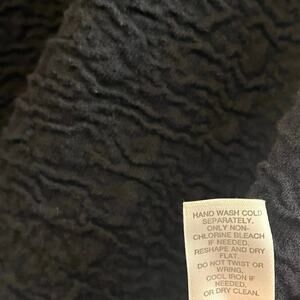 HAND WASH COLD
SEPARATELY.
ONLY NON-
CHLORINE BLEACH
IF NEEDED.
RESHAPE AND DRY
FLAT.
DO NOT TWIST OR
WRING.
COOL IRON IF
NEEDED.
OR DRY CLEAN.